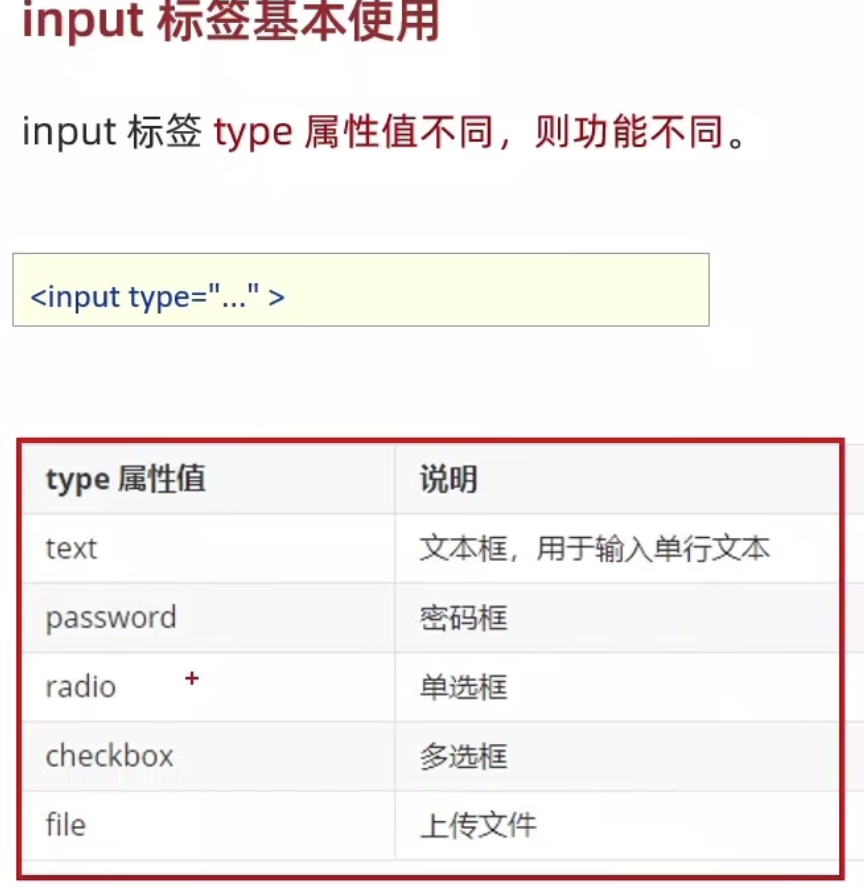 input 标签基本使用
input 标签 type 属性值不同，则功能不同。
<input type="..." >
type 属性值 说明
text 文本框，用于输入单行文本
password 密码框
radio 单选框
checkbox 多选框
file 上传文件